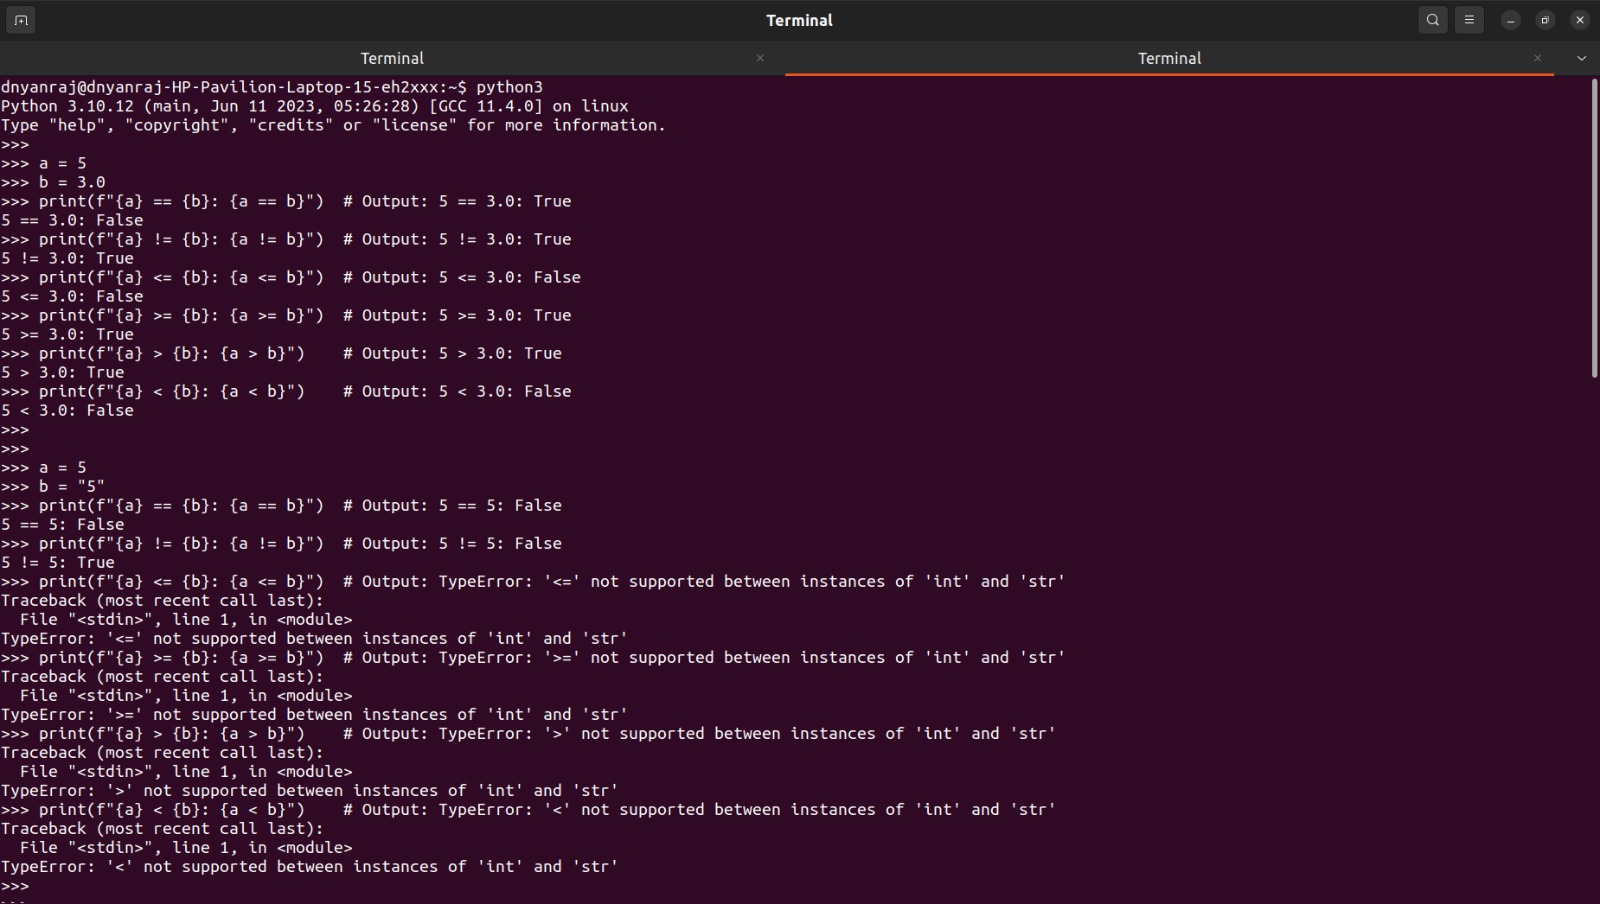 Terminal
Terminal
Terminal
dnyanraj@dnyanraj-HP-Pavilion-Laptop-15-eh2xxx:~$ python3
Python 3.10.12 (main, Jun 11 2023, 05:26:28) [GCC 11.4.0] on linux
Type "help", "copyright", "credits" or "license" for more information.
>>>
>>> a = 5
>>> b = 3.0
>>> print(f"{a} == {b}: {a == b}")  # Output: 5 == 3.0: True
5 == 3.0: False
>>> print(f"{a} != {b}: {a != b}")  # Output: 5 != 3.0: True
5 != 3.0: True
>>> print(f"{a} <= {b}: {a <= b}")  # Output: 5 <= 3.0: False
5 <= 3.0: False
>>> print(f"{a} >= {b}: {a >= b}")  # Output: 5 >= 3.0: True
5 >= 3.0: True
>>> print(f"{a} > {b}: {a > b}")    # Output: 5 > 3.0: True
5 > 3.0: True
>>> print(f"{a} < {b}: {a < b}")    # Output: 5 < 3.0: False
5 < 3.0: False
>>>
>>>
>>> a = 5
>>> b = "5"
>>> print(f"{a} == {b}: {a == b}")  # Output: 5 == 5: False
5 == 5: False
>>> print(f"{a} != {b}: {a != b}")  # Output: 5 != 5: False
5 != 5: True
>>> print(f"{a} <= {b}: {a <= b}")  # Output: TypeError: '<=' not supported between instances of 'int' and 'str'
Traceback (most recent call last):
  File "<stdin>", line 1, in <module>
TypeError: '<=' not supported between instances of 'int' and 'str'
>>> print(f"{a} >= {b}: {a >= b}")  # Output: TypeError: '>=' not supported between instances of 'int' and 'str'
Traceback (most recent call last):
  File "<stdin>", line 1, in <module>
TypeError: '>=' not supported between instances of 'int' and 'str'
>>> print(f"{a} > {b}: {a > b}")    # Output: TypeError: '>' not supported between instances of 'int' and 'str'
Traceback (most recent call last):
  File "<stdin>", line 1, in <module>
TypeError: '>' not supported between instances of 'int' and 'str'
>>> print(f"{a} < {b}: {a < b}")    # Output: TypeError: '<' not supported between instances of 'int' and 'str'
Traceback (most recent call last):
  File "<stdin>", line 1, in <module>
TypeError: '<' not supported between instances of 'int' and 'str'
>>>